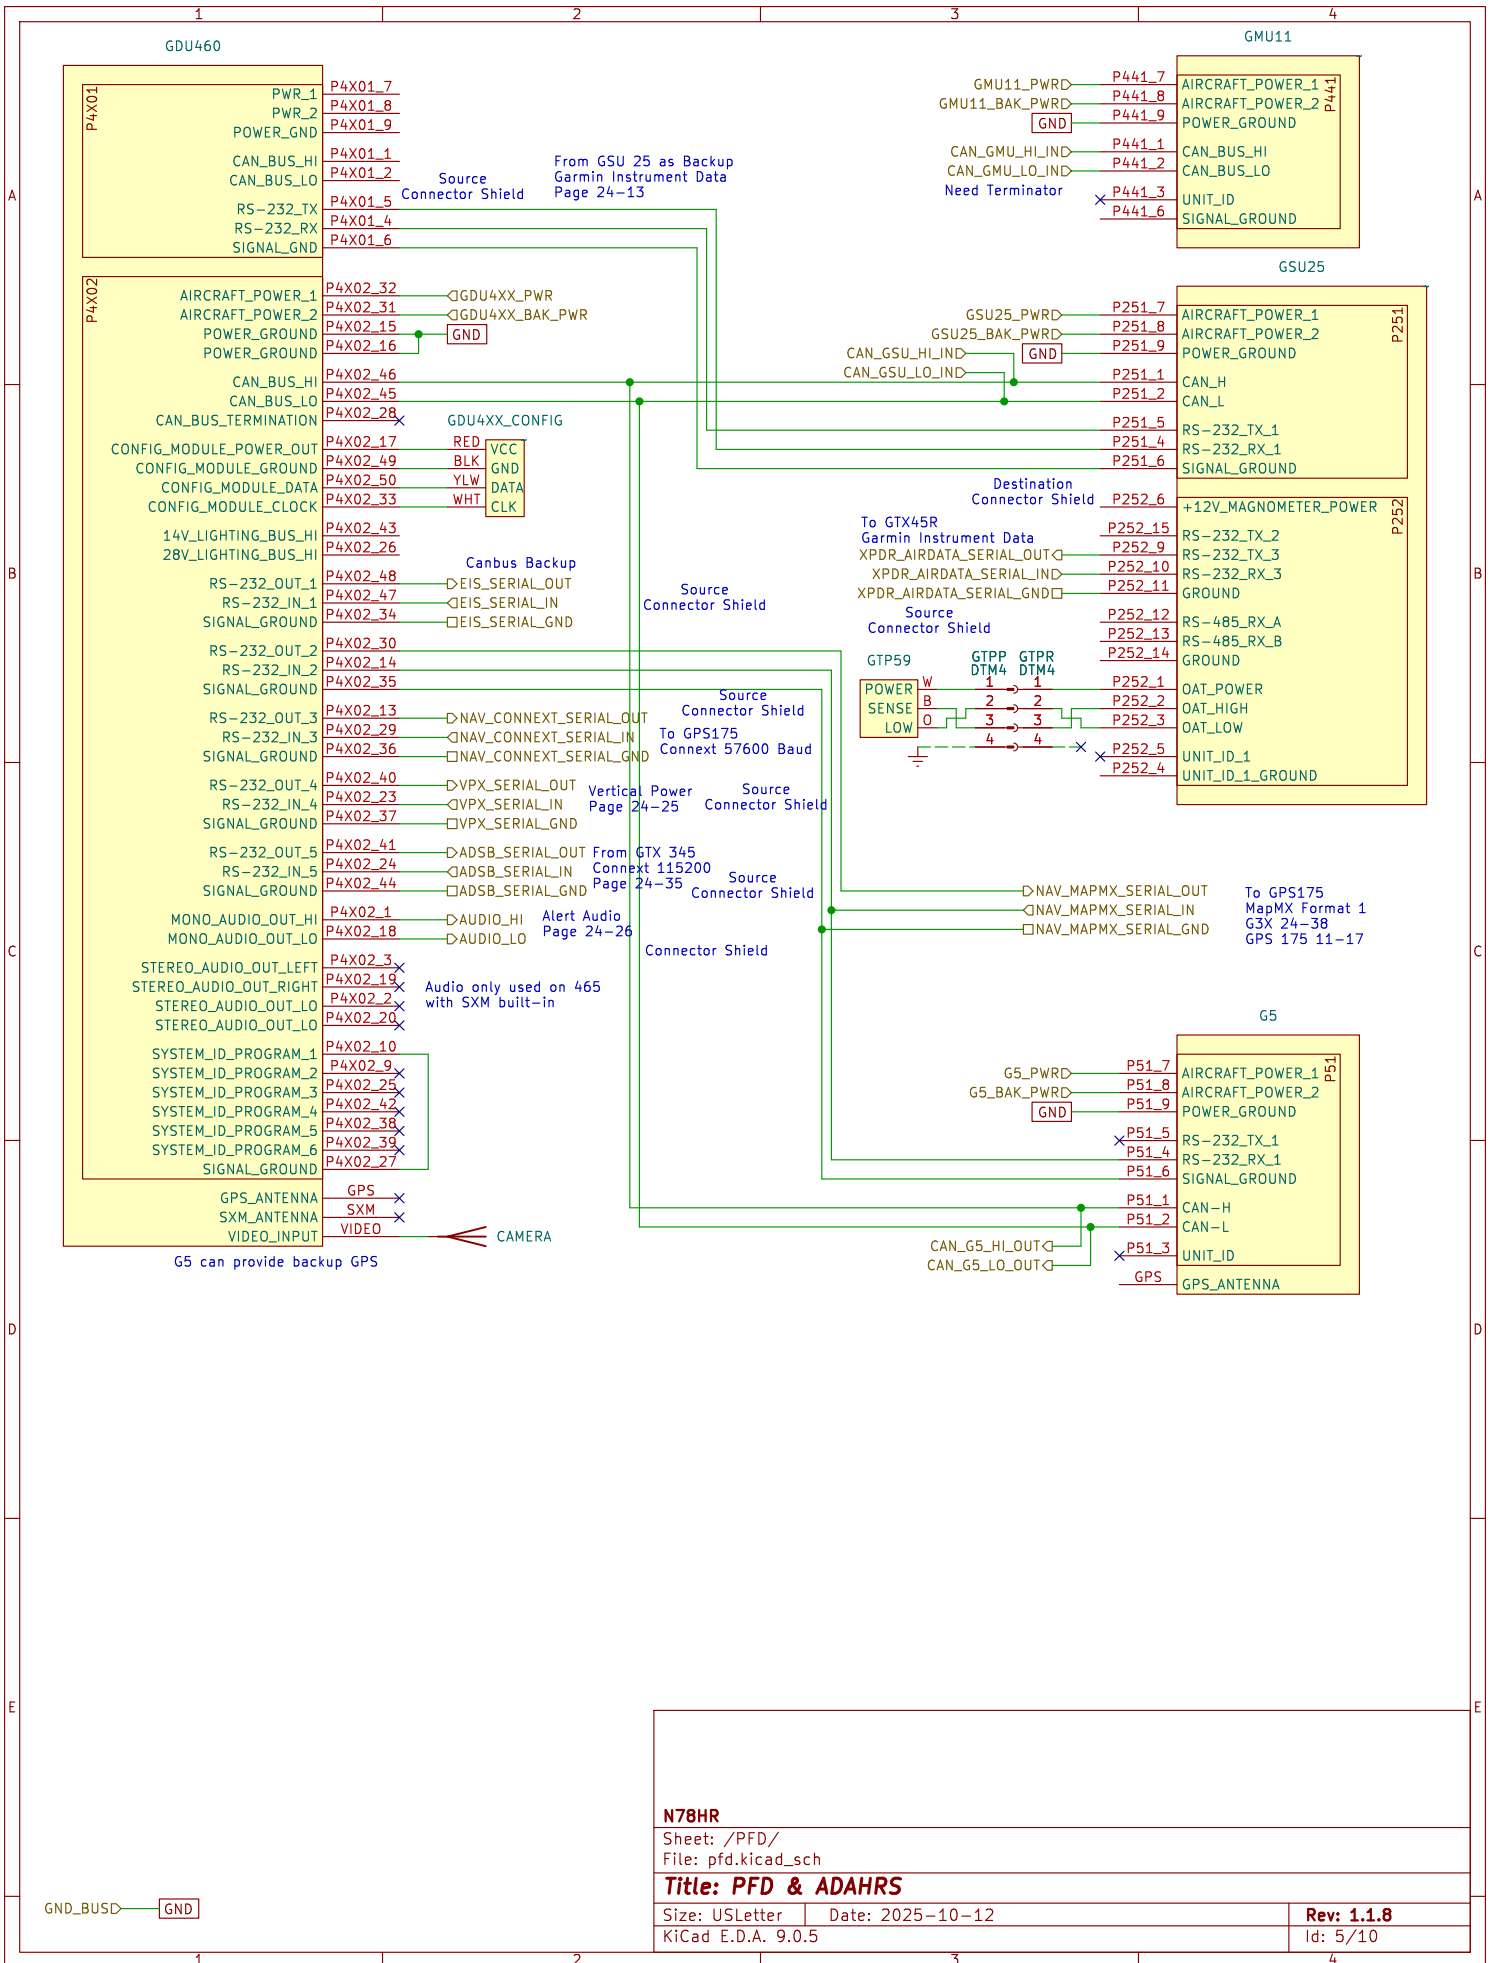 1 2 3 4
GDU460
P4X01
PWR_1 P4X01_7
PWR_2 P4X01_8
POWER_GND P4X01_9
CAN_BUS_HI P4X01_1
CAN_BUS_LO P4X01_2
RS-232_TX P4X01_5
RS-232_RX P4X01_4
SIGNAL_GND P4X01_6
Source
Connector Shield
From GSU 25 as Backup
Garmin Instrument Data
Page 24-13
P4X02
AIRCRAFT_POWER_1 P4X02_32 GDU4XX_PWR
AIRCRAFT_POWER_2 P4X02_31 GDU4XX_BAK_PWR
POWER_GROUND P4X02_15 GND
POWER_GROUND P4X02_16
CAN_BUS_HI P4X02_46
CAN_BUS_LO P4X02_45
CAN_BUS_TERMINATION P4X02_28
GDU4XX_CONFIG
CONFIG_MODULE_POWER_OUT P4X02_17 RED VCC
CONFIG_MODULE_GROUND P4X02_49 BLK GND
CONFIG_MODULE_DATA P4X02_50 YLW DATA
CONFIG_MODULE_CLOCK P4X02_33 WHT CLK
14V_LIGHTING_BUS_HI P4X02_43
28V_LIGHTING_BUS_HI P4X02_26
Canbus Backup
RS-232_OUT_1 P4X02_48 EIS_SERIAL_OUT
RS-232_IN_1 P4X02_47 EIS_SERIAL_IN
SIGNAL_GROUND P4X02_34 EIS_SERIAL_GND
Source
Connector Shield
RS-232_OUT_2 P4X02_30
RS-232_IN_2 P4X02_14
SIGNAL_GROUND P4X02_35
Source
Connector Shield
RS-232_OUT_3 P4X02_13 NAV_CONNEXT_SERIAL_OUT
RS-232_IN_3 P4X02_29 NAV_CONNEXT_SERIAL_IN
SIGNAL_GROUND P4X02_36 NAV_CONNEXT_SERIAL_GND
To GPS175
Connext 57600 Baud
RS-232_OUT_4 P4X02_40 VPX_SERIAL_OUT
RS-232_IN_4 P4X02_23 VPX_SERIAL_IN
SIGNAL_GROUND P4X02_37 VPX_SERIAL_GND
Vertical Power
Page 24-25
Source
Connector Shield
RS-232_OUT_5 P4X02_41 ADSB_SERIAL_OUT
RS-232_IN_5 P4X02_24 ADSB_SERIAL_IN
SIGNAL_GROUND P4X02_44 ADSB_SERIAL_GND
From GTX 345
Connext 115200
Page 24-35
Source
Connector Shield
MONO_AUDIO_OUT_HI P4X02_1 AUDIO_HI
MONO_AUDIO_OUT_LO P4X02_18 AUDIO_LO
Alert Audio
Page 24-26
Connector Shield
STEREO_AUDIO_OUT_LEFT P4X02_3
STEREO_AUDIO_OUT_RIGHT P4X02_19
STEREO_AUDIO_OUT_LO P4X02_2
STEREO_AUDIO_OUT_LO P4X02_20
Audio only used on 465
with SXM built-in
SYSTEM_ID_PROGRAM_1 P4X02_10
SYSTEM_ID_PROGRAM_2 P4X02_9
SYSTEM_ID_PROGRAM_3 P4X02_25
SYSTEM_ID_PROGRAM_4 P4X02_42
SYSTEM_ID_PROGRAM_5 P4X02_38
SYSTEM_ID_PROGRAM_6 P4X02_39
SIGNAL_GROUND P4X02_27
GPS_ANTENNA GPS
SXM_ANTENNA SXM
VIDEO_INPUT VIDEO CAMERA
G5 can provide backup GPS
GMU11
P441
GMU11_PWR P441_7 AIRCRAFT_POWER_1
GMU11_BAK_PWR P441_8 AIRCRAFT_POWER_2
GND P441_9 POWER_GROUND
CAN_GMU_HI_IN P441_1 CAN_BUS_HI
CAN_GMU_LO_IN P441_2 CAN_BUS_LO
Need Terminator
P441_3 UNIT_ID
P441_6 SIGNAL_GROUND
GSU25
P251
GSU25_PWR P251_7 AIRCRAFT_POWER_1
GSU25_BAK_PWR P251_8 AIRCRAFT_POWER_2
CAN_GSU_HI_IN GND P251_9 POWER_GROUND
CAN_GSU_LO_IN
P251_1 CAN_H
P251_2 CAN_L
P251_5 RS-232_TX_1
P251_4 RS-232_RX_1
P251_6 SIGNAL_GROUND
Destination
Connector Shield
P252
P252_6 +12V_MAGNOMETER_POWER
To GTX45R
Garmin Instrument Data
P252_15 RS-232_TX_2
XPDR_AIRDATA_SERIAL_OUT P252_9 RS-232_TX_3
XPDR_AIRDATA_SERIAL_IN P252_10 RS-232_RX_3
XPDR_AIRDATA_SERIAL_GND P252_11 GROUND
Source
Connector Shield
P252_12 RS-485_RX_A
P252_13 RS-485_RX_B
P252_14 GROUND
GTP59 GTPP GTPR
DTM4 DTM4
POWER W 1 1 P252_1 OAT_POWER
SENSE B 2 2 P252_2 OAT_HIGH
LOW O 3 3 P252_3 OAT_LOW
4 4
P252_5 UNIT_ID_1
P252_4 UNIT_ID_1_GROUND
NAV_MAPMX_SERIAL_OUT
NAV_MAPMX_SERIAL_IN
NAV_MAPMX_SERIAL_GND
To GPS175
MapMX Format 1
G3X 24-38
GPS 175 11-17
G5
P51
G5_PWR P51_7 AIRCRAFT_POWER_1
G5_BAK_PWR P51_8 AIRCRAFT_POWER_2
GND P51_9 POWER_GROUND
P51_5 RS-232_TX_1
P51_4 RS-232_RX_1
P51_6 SIGNAL_GROUND
P51_1 CAN-H
P51_2 CAN-L
CAN_G5_HI_OUT
CAN_G5_LO_OUT
P51_3 UNIT_ID
GPS GPS_ANTENNA
A A
B B
C C
D D
E E
GND_BUS GND
N78HR
Sheet: /PFD/
File: pfd.kicad_sch
Title: PFD & ADAHRS
Size: USLetter Date: 2025-10-12 Rev: 1.1.8
KiCad E.D.A. 9.0.5 Id: 5/10
1 2 3 4